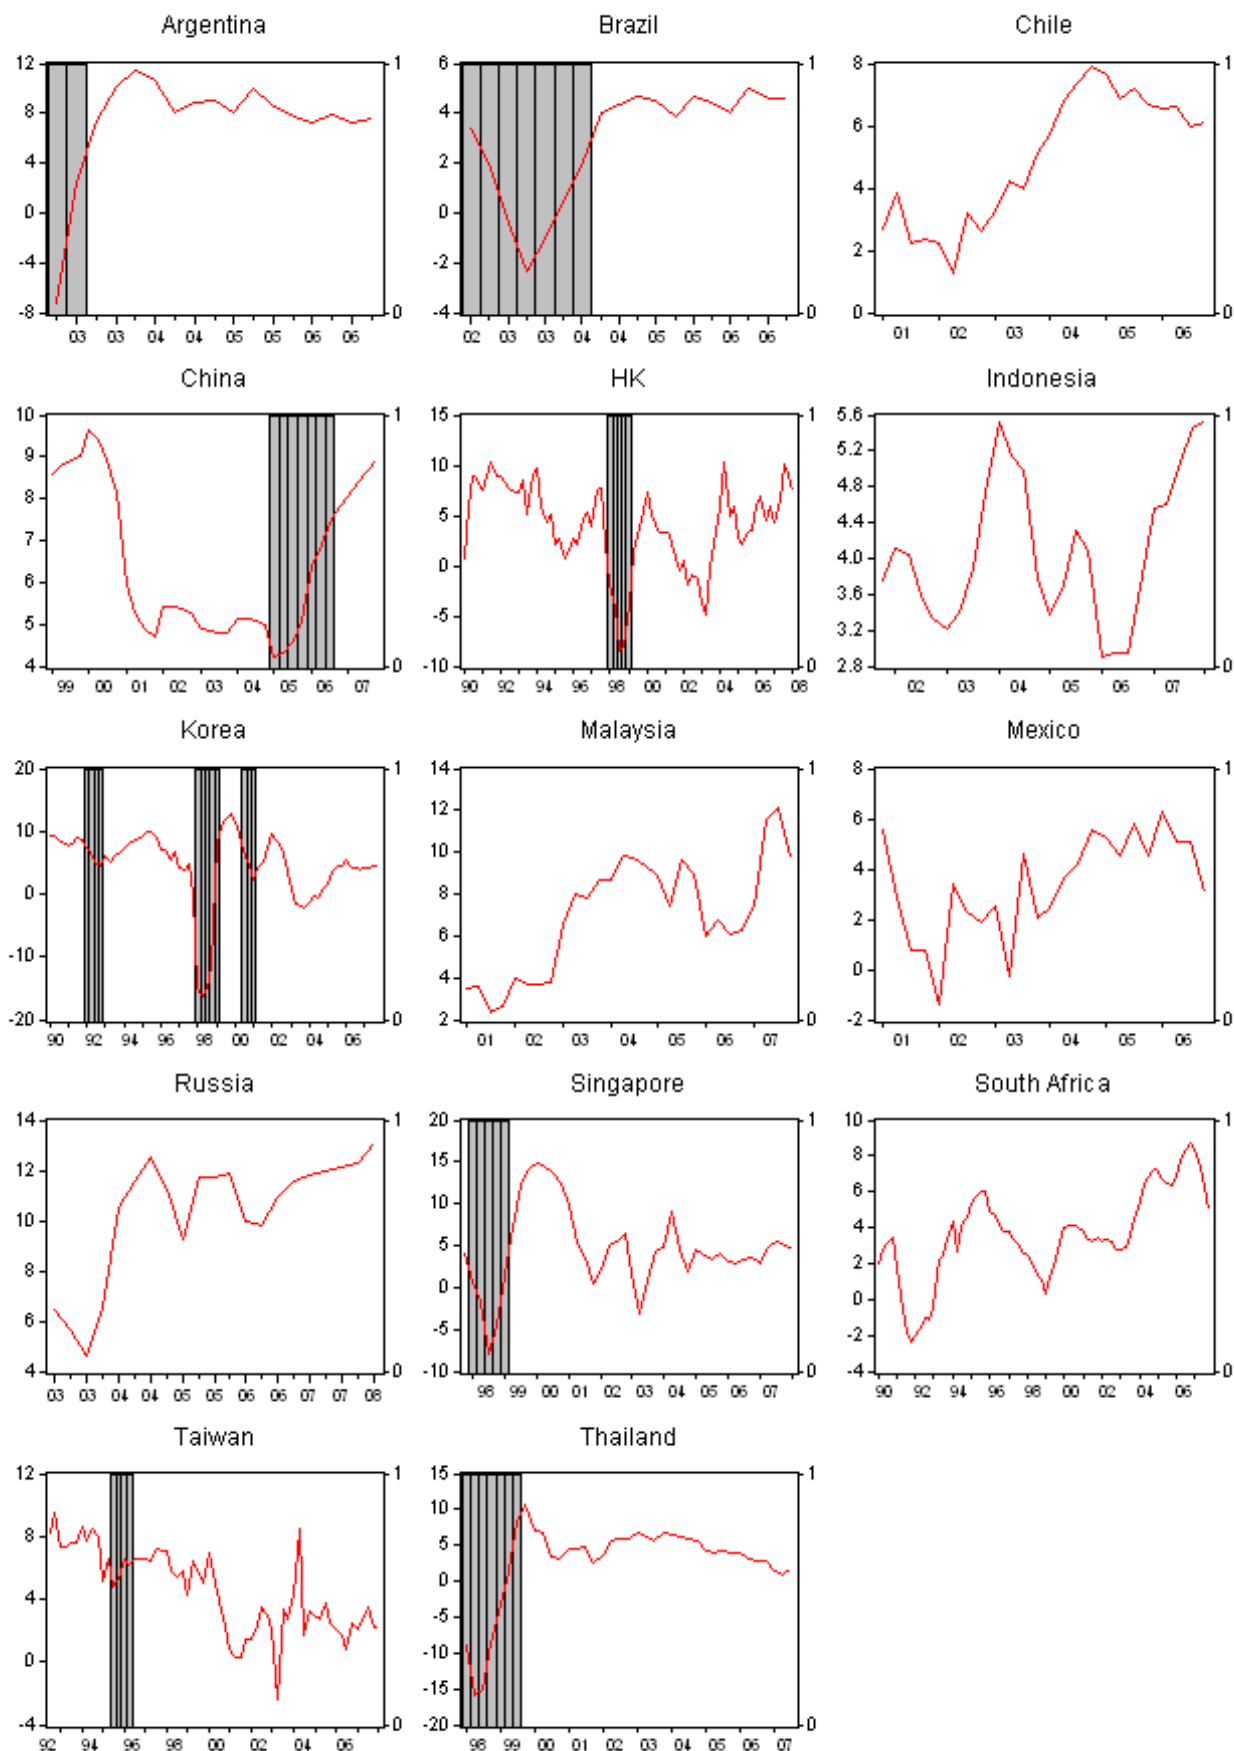 Argentina Brazil Chile
12 1 6 1 8 1
8 4 6
4 2
0 0 4
-4 -2 2
-8 0 -4 0 0 0
03 03 04 05 05 06 06 02 03 03 04 04 05 05 06 06 01 02 03 04 05 06
China HK Indonesia
10 1 15 1 5.6 1
9 10 5.2
8 5 4.8
7 4.4
6 0 4.0
5 -5 3.6
3.2
4 0 -10 0 2.8 0
99 00 01 02 03 04 05 06 07 90 92 94 96 98 00 02 04 06 08 02 03 04 05 06 07
Korea Malaysia Mexico
20 1 14 1 8 1
12 6
10 10 4
0 8 2
-10 6 0
4
-20 0 2 0 -2 0
90 92 94 96 98 00 02 04 06 01 02 03 04 05 06 07 01 02 03 04 05 06
Russia Singapore South Africa
14 1 20 1 10 1
12 15 8
10 10 6
5 4
8 0 2
6 -5 0
-2
4 0 -10 0 -4 0
03 03 04 04 05 05 06 06 07 07 08 98 99 00 01 02 03 04 05 06 07 90 92 94 96 98 00 02 04 06
Taiwan Thailand
12 1 15 1
8 10
5
4 0
-5
0 -10
-15
-4 0 -20 0
92 94 96 98 00 02 04 06 98 99 00 01 02 03 04 05 06 07